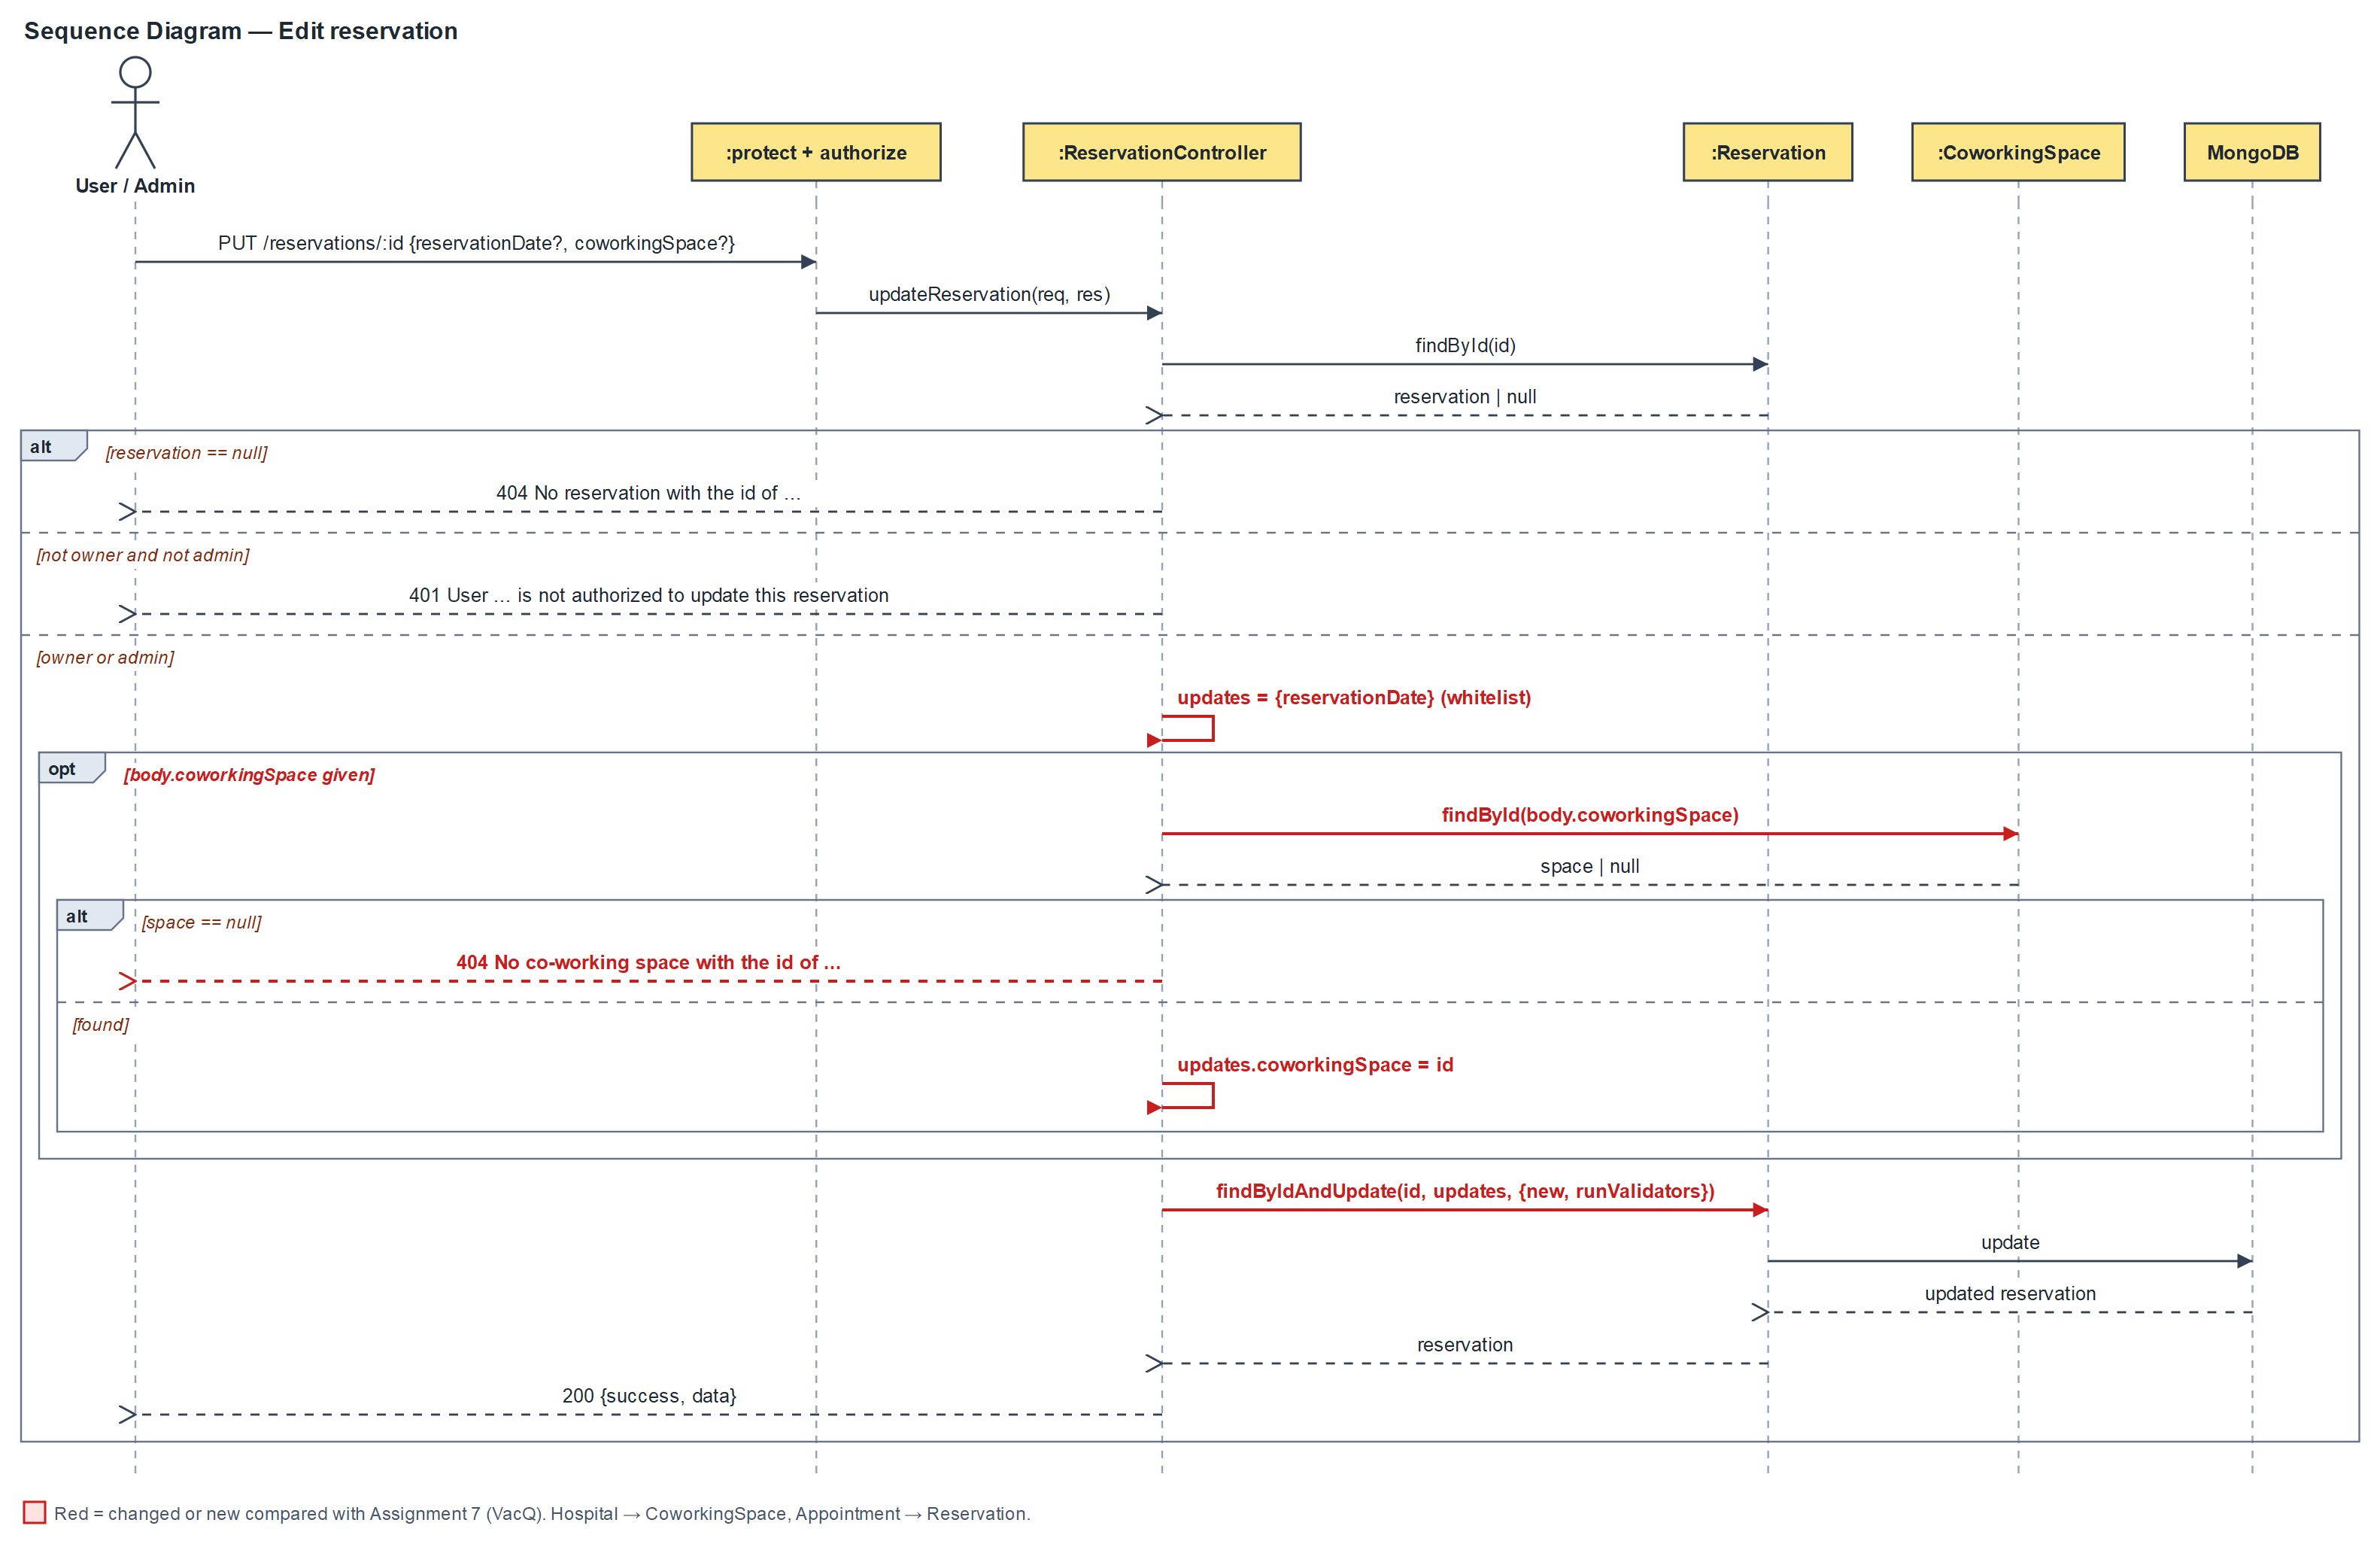 Sequence Diagram — Edit reservation
User / Admin
:protect + authorize
:ReservationController
:Reservation
:CoworkingSpace
MongoDB
PUT /reservations/:id {reservationDate?, coworkingSpace?}
updateReservation(req, res)
findById(id)
reservation | null
alt
[reservation == null]
404 No reservation with the id of ...
[not owner and not admin]
401 User ... is not authorized to update this reservation
[owner or admin]
updates = {reservationDate} (whitelist)
opt
[body.coworkingSpace given]
findById(body.coworkingSpace)
space | null
alt
[space == null]
404 No co-working space with the id of ...
[found]
updates.coworkingSpace = id
findByIdAndUpdate(id, updates, {new, runValidators})
update
updated reservation
reservation
200 {success, data}
Red = changed or new compared with Assignment 7 (VacQ). Hospital → CoworkingSpace, Appointment → Reservation.